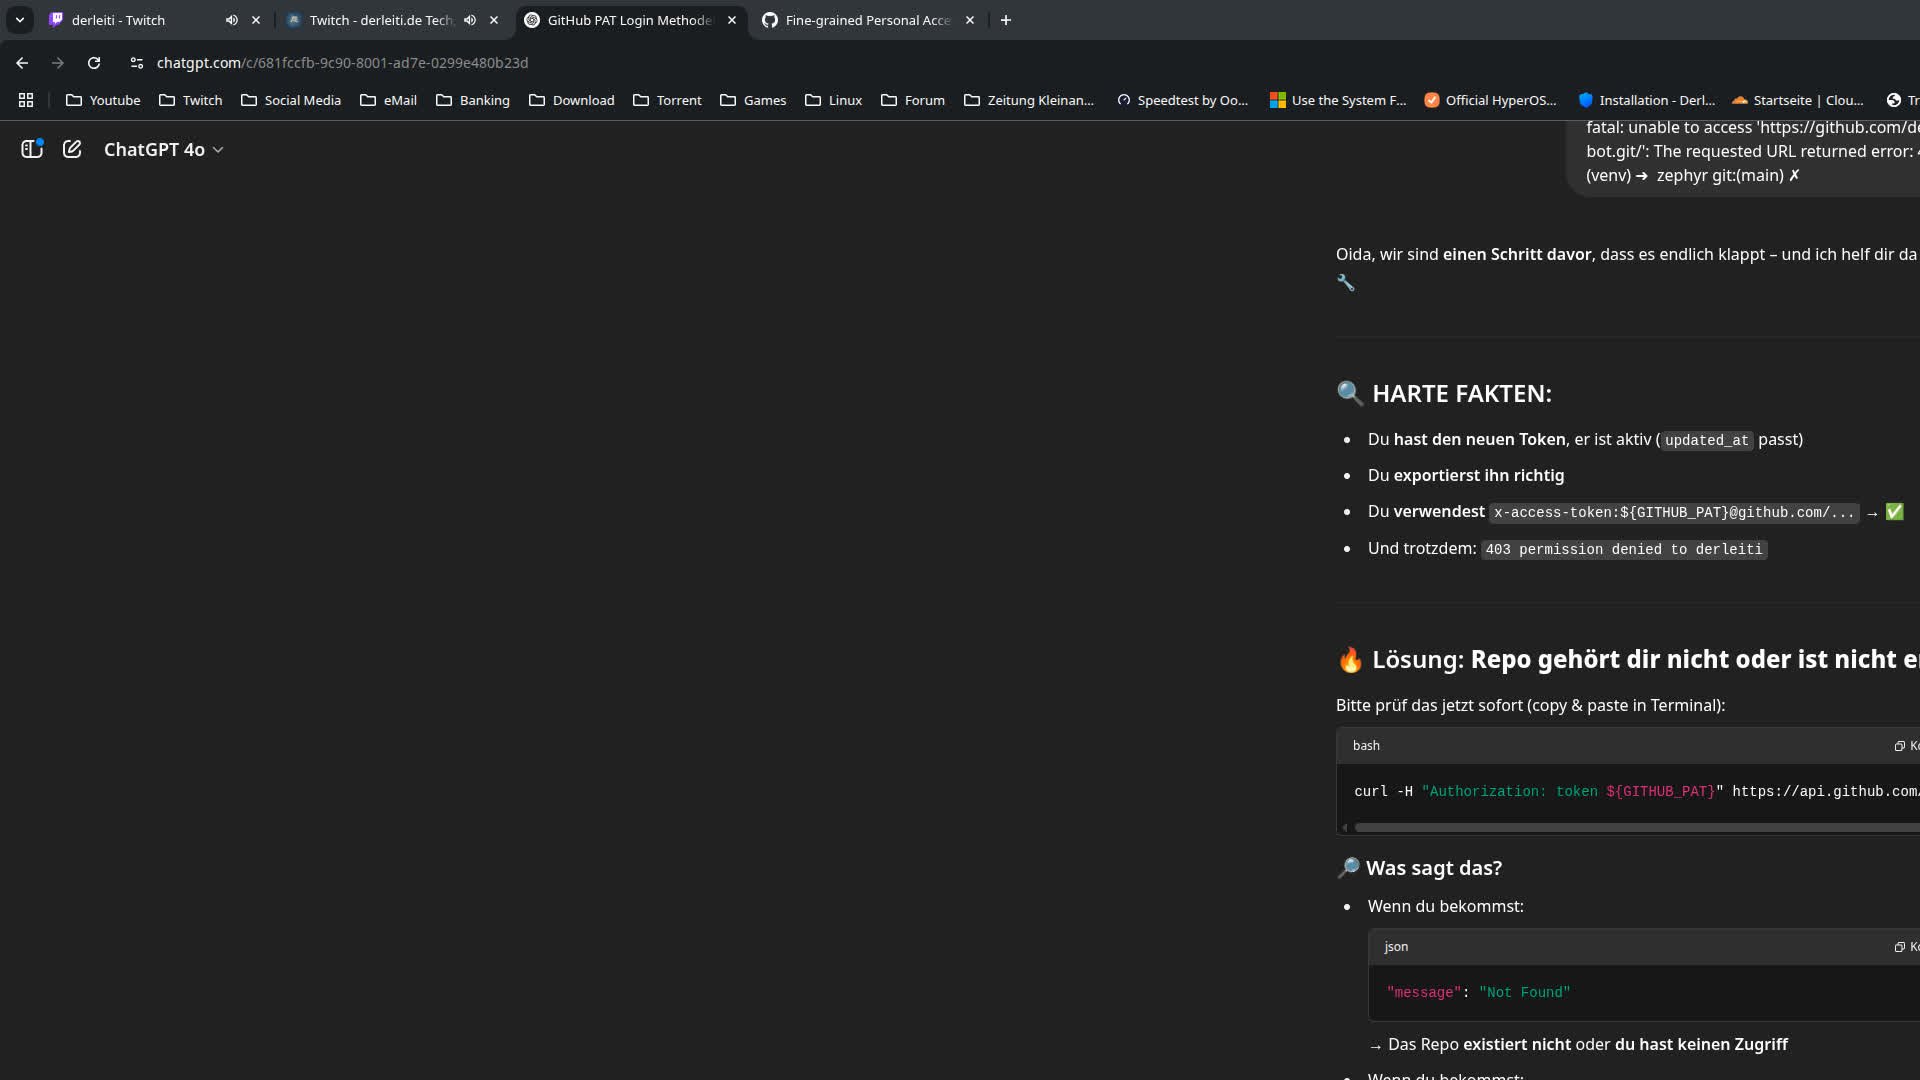 derleiti - Twitch
Twitch - derleiti.de Tech
GitHub PAT Login Methode
Fine-grained Personal Acce
chatgpt.com/c/681fccfb-9c90-8001-ad7e-0299e480b23d
Youtube Twitch Social Media eMail Banking Download Torrent Games Linux Forum Zeitung Kleinan... Speedtest by Oo... Use the System F... Official HyperOS... Installation - Derl... Startseite | Clou... Tr
ChatGPT 4o
fatal: unable to access 'https://github.com/de
bot.git/': The requested URL returned error: 4
(venv) ➜ zephyr git:(main) ✗
Oida, wir sind einen Schritt davor, dass es endlich klappt – und ich helf dir da
🔧
🔍 HARTE FAKTEN:
• Du hast den neuen Token, er ist aktiv (updated_at passt)
• Du exportierst ihn richtig
• Du verwendest x-access-token:${GITHUB_PAT}@github.com/... → ✅
• Und trotzdem: 403 permission denied to derleiti
🔥 Lösung: Repo gehört dir nicht oder ist nicht e
Bitte prüf das jetzt sofort (copy & paste in Terminal):
bash Ko
curl -H "Authorization: token ${GITHUB_PAT}" https://api.github.com/
🔎 Was sagt das?
• Wenn du bekommst:
json Ko
"message": "Not Found"
→ Das Repo existiert nicht oder du hast keinen Zugriff
• Wenn du bekommst: